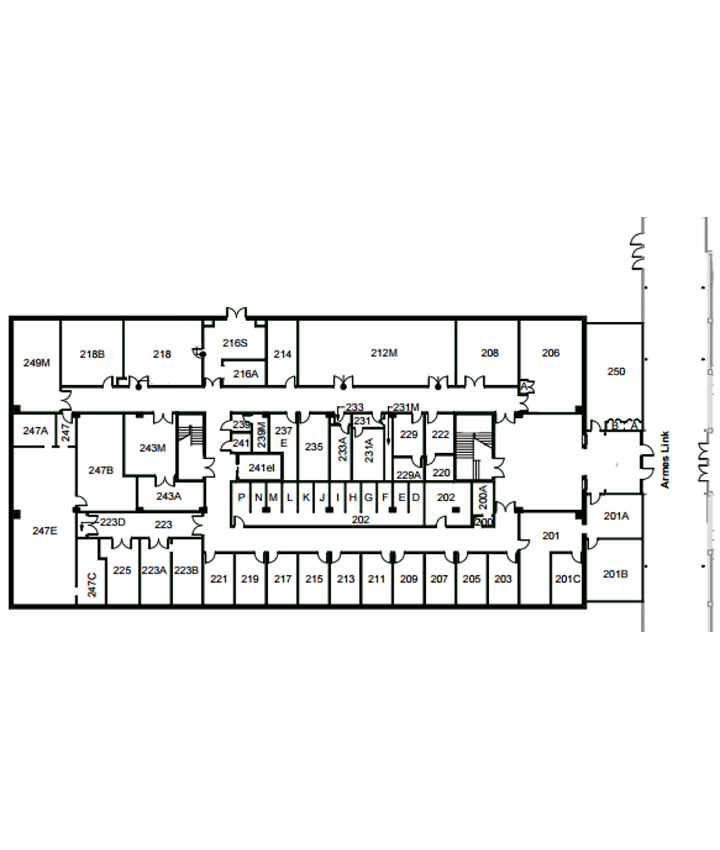 216S
249M
218B
218
216A
214
212M
208
206
A
250
B
A
Armes Link
247A
247
243M
239
239M
237
E
235
233
233A
231
231A
231M
229
222
241
241el
229A
220
247B
243A
P
N
M
L
K
J
I
H
G
F
E
D
202
200A
202
200
247E
223D
223
201
201A
247C
225
223A
223B
221
219
217
215
213
211
209
207
205
203
201C
201B